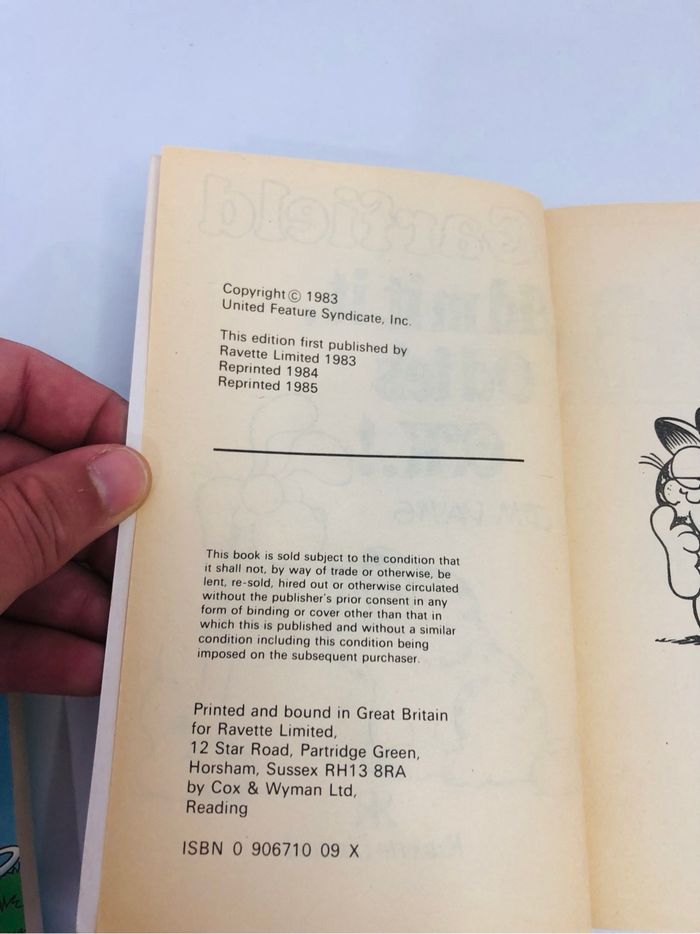 Copyright © 1983
United Feature Syndicate, Inc.
This edition first published by
Ravette Limited 1983
Reprinted 1984
Reprinted 1985
This book is sold subject to the condition that
it shall not, by way of trade or otherwise, be
lent, re-sold, hired out or otherwise circulated
without the publisher's prior consent in any
form of binding or cover other than that in
which this is published and without a similar
condition including this condition being
imposed on the subsequent purchaser.
Printed and bound in Great Britain
for Ravette Limited,
12 Star Road, Partridge Green,
Horsham, Sussex RH13 8RA
by Cox & Wyman Ltd,
Reading
ISBN 0 906710 09 X